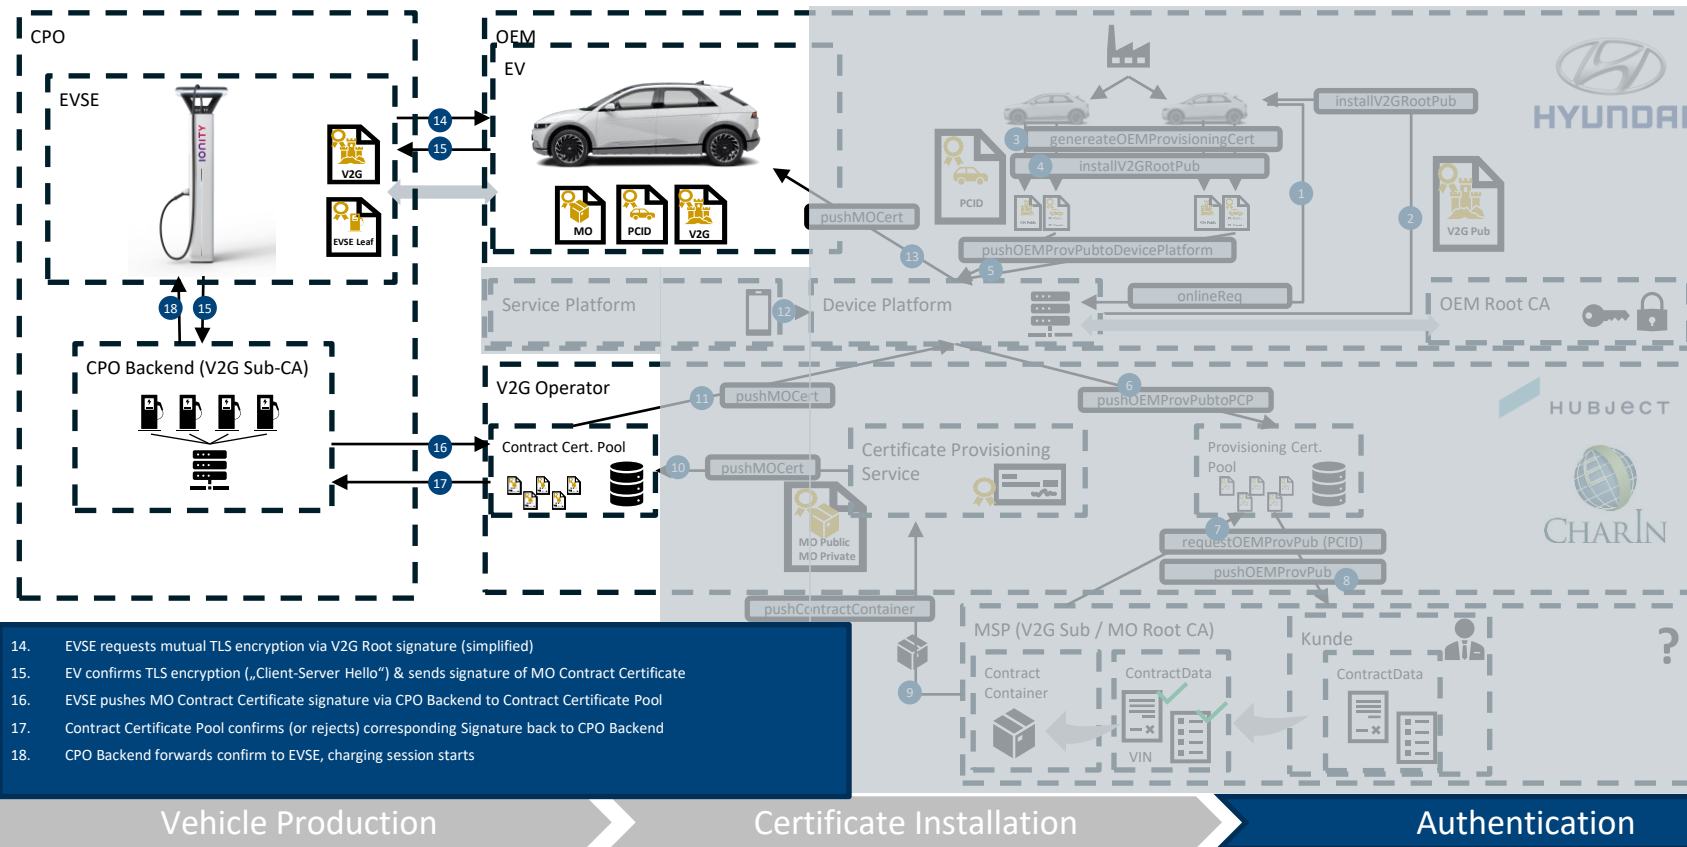 CPO
EVSE
IONITY
V2G
EVSE Leaf
14
15
18
15
CPO Backend (V2G Sub-CA)
16
17
OEM
EV
MO
PCID
V2G
pushMOCert
13
PCID
3
genereateOEMProvisioningCert
4
installV2GRootPub
pushOEMProvPubtoDevicePlatform
5
installV2GRootPub
1
2
V2G Pub
HYUNDAI
Service Platform
12
Device Platform
onlineReq
OEM Root CA
V2G Operator
11
pushMOCert
6
pushOEMProvPubtoPCP
HUBJECT
Contract Cert. Pool
10
pushMOCert
Certificate Provisioning
Service
MO Public
MO Private
Provisioning Cert.
Pool
7
requestOEMProvPub (PCID)
pushOEMProvPub
8
CHARIN
pushContractContainer
9
MSP (V2G Sub / MO Root CA)
Contract
Container
ContractData
VIN
Kunde
ContractData
?
14. EVSE requests mutual TLS encryption via V2G Root signature (simplified)
15. EV confirms TLS encryption („Client-Server Hello“) & sends signature of MO Contract Certificate
16. EVSE pushes MO Contract Certificate signature via CPO Backend to Contract Certificate Pool
17. Contract Certificate Pool confirms (or rejects) corresponding Signature back to CPO Backend
18. CPO Backend forwards confirm to EVSE, charging session starts
Vehicle Production
Certificate Installation
Authentication